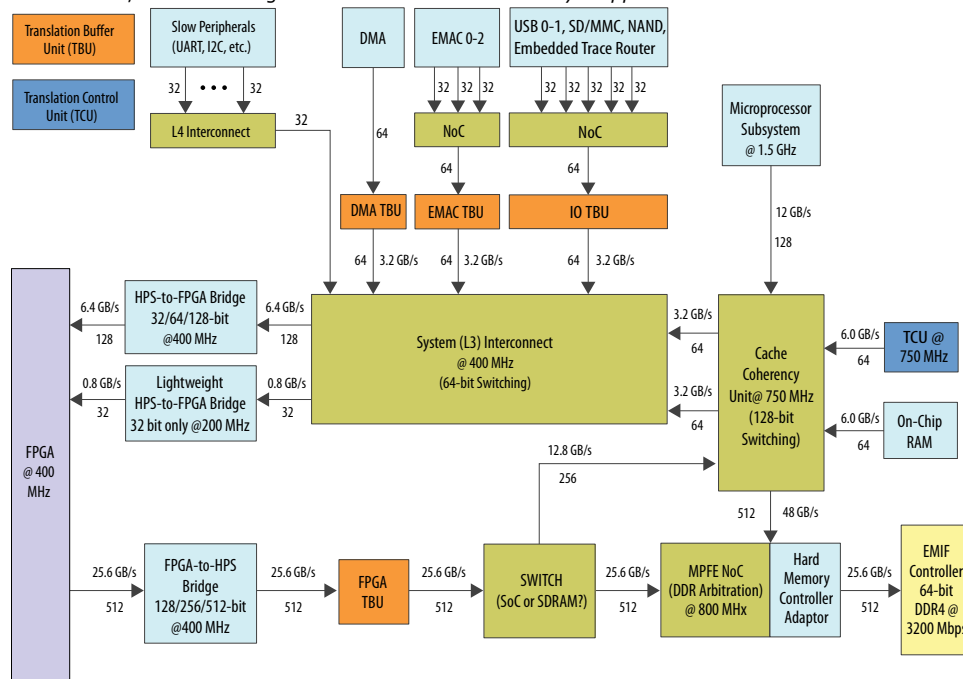 Translation Buffer
Unit (TBU)
Translation Control
Unit (TCU)
Slow Peripherals
(UART, I2C, etc.)
32 • • • 32
L4 Interconnect
32
DMA
64
DMA TBU
64 3.2 GB/s
EMAC 0-2
32 32 32
NoC
64
EMAC TBU
64 3.2 GB/s
USB 0-1, SD/MMC, NAND,
Embedded Trace Router
32 32 32 32 32
NoC
64
IO TBU
64 3.2 GB/s
Microprocessor
Subsystem
@ 1.5 GHz
12 GB/s
128
FPGA
@ 400
MHz
6.4 GB/s
128
HPS-to-FPGA Bridge
32/64/128-bit
@400 MHz
6.4 GB/s
128
0.8 GB/s
32
Lightweight
HPS-to-FPGA Bridge
32 bit only @200 MHz
0.8 GB/s
32
System (L3) Interconnect
@ 400 MHz
(64-bit Switching)
3.2 GB/s
64
3.2 GB/s
64
Cache
Coherency
Unit@ 750 MHz
(128-bit
Switching)
6.0 GB/s
64
TCU @
750 MHz
6.0 GB/s
64
On-Chip
RAM
12.8 GB/s
256
512 48 GB/s
25.6 GB/s
512
FPGA-to-HPS
Bridge
128/256/512-bit
@400 MHz
25.6 GB/s
512
FPGA
TBU
25.6 GB/s
512
SWITCH
(SoC or SDRAM?)
25.6 GB/s
512
MPFE NoC
(DDR Arbitration)
@ 800 MHx
Hard
Memory
Controller
Adaptor
25.6 GB/s
512
EMIF
Controller
64-bit
DDR4 @
3200 Mbps